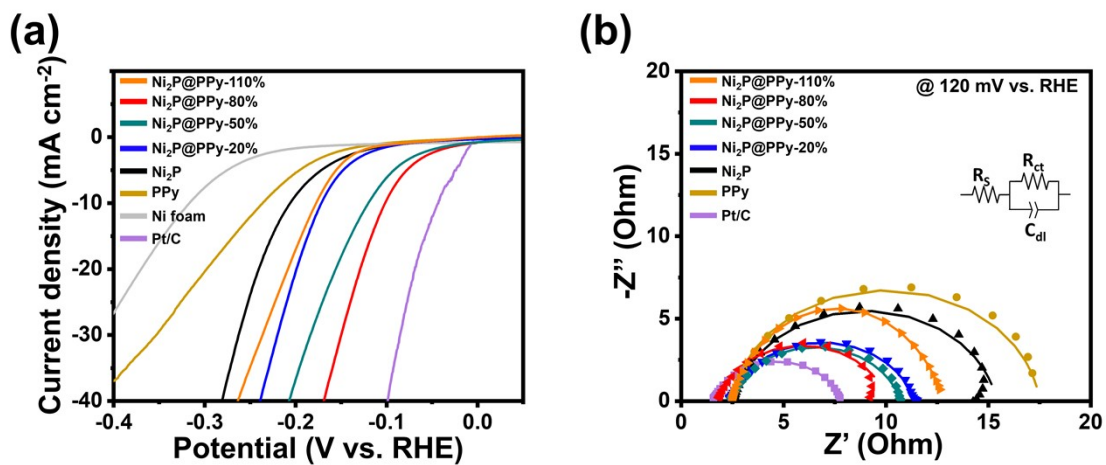 (a)
Current density (mA cm⁻²)
10
0
-10
-20
-30
-40
-0.4
-0.3
-0.2
-0.1
0.0
Potential (V vs. RHE)
Ni₂P@PPy-110%
Ni₂P@PPy-80%
Ni₂P@PPy-50%
Ni₂P@PPy-20%
Ni₂P
PPy
Ni foam
Pt/C
(b)
-Z’’ (Ohm)
20
15
10
5
0
0
5
10
15
20
Z’ (Ohm)
Ni₂P@PPy-110%
Ni₂P@PPy-80%
Ni₂P@PPy-50%
Ni₂P@PPy-20%
Ni₂P
PPy
Pt/C
@ 120 mV vs. RHE
Rₛ
R꜀ₜ
C_dl